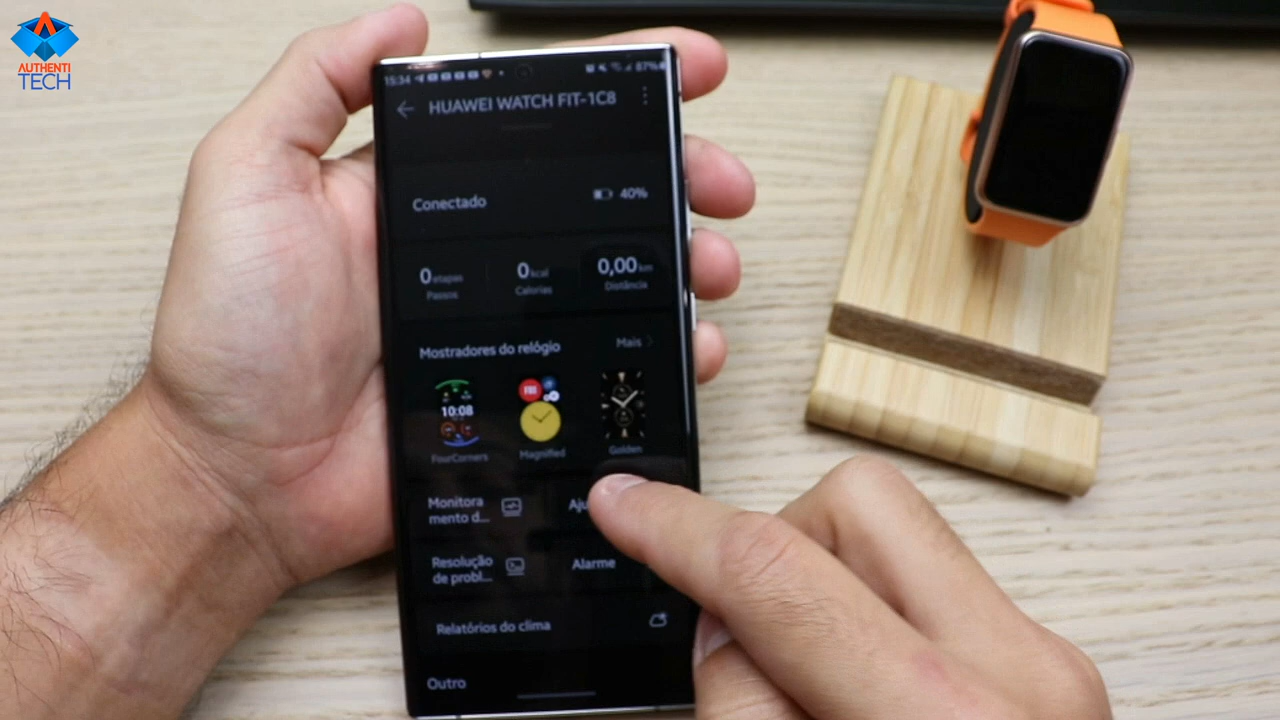 AUTHENTI
TECH
15:34
87%
HUAWEI WATCH FIT-1C8
Conectado
40%
0 etapas
Passos
0 kcal
Calorias
0,00 km
Distância
Mostradores do relógio
Mais
10:08
FourCorners
Magnified
Golden
Monitora
mento d...
Resolução
de probl...
Alarme
Relatórios do clima
Outro